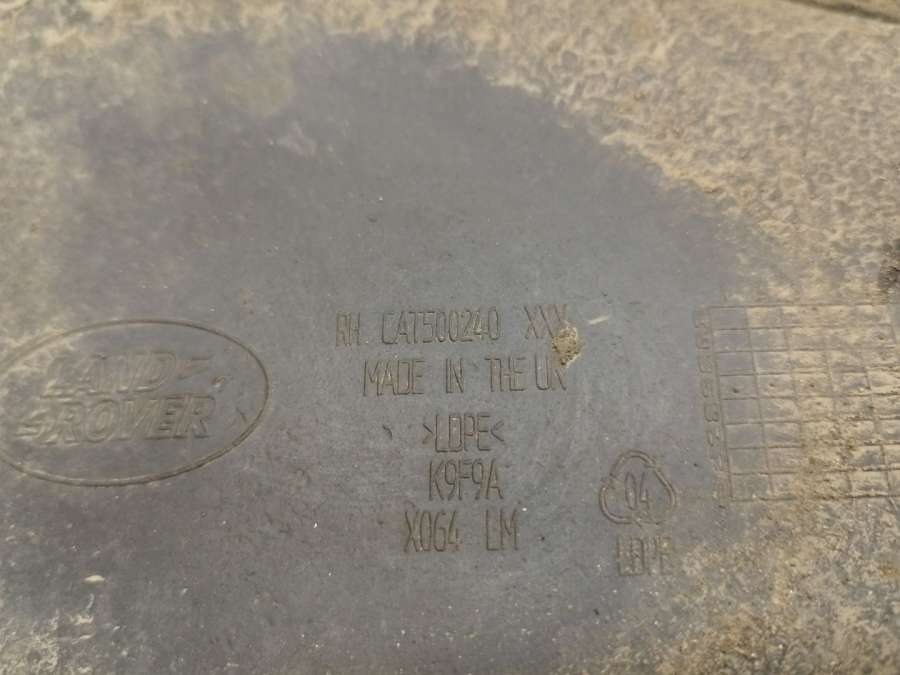 RH. CAT500240 XXX
MADE IN THE UK
>LDPE<
K9F9A
X064 LM
LAND-
ROVER
04
LDPE